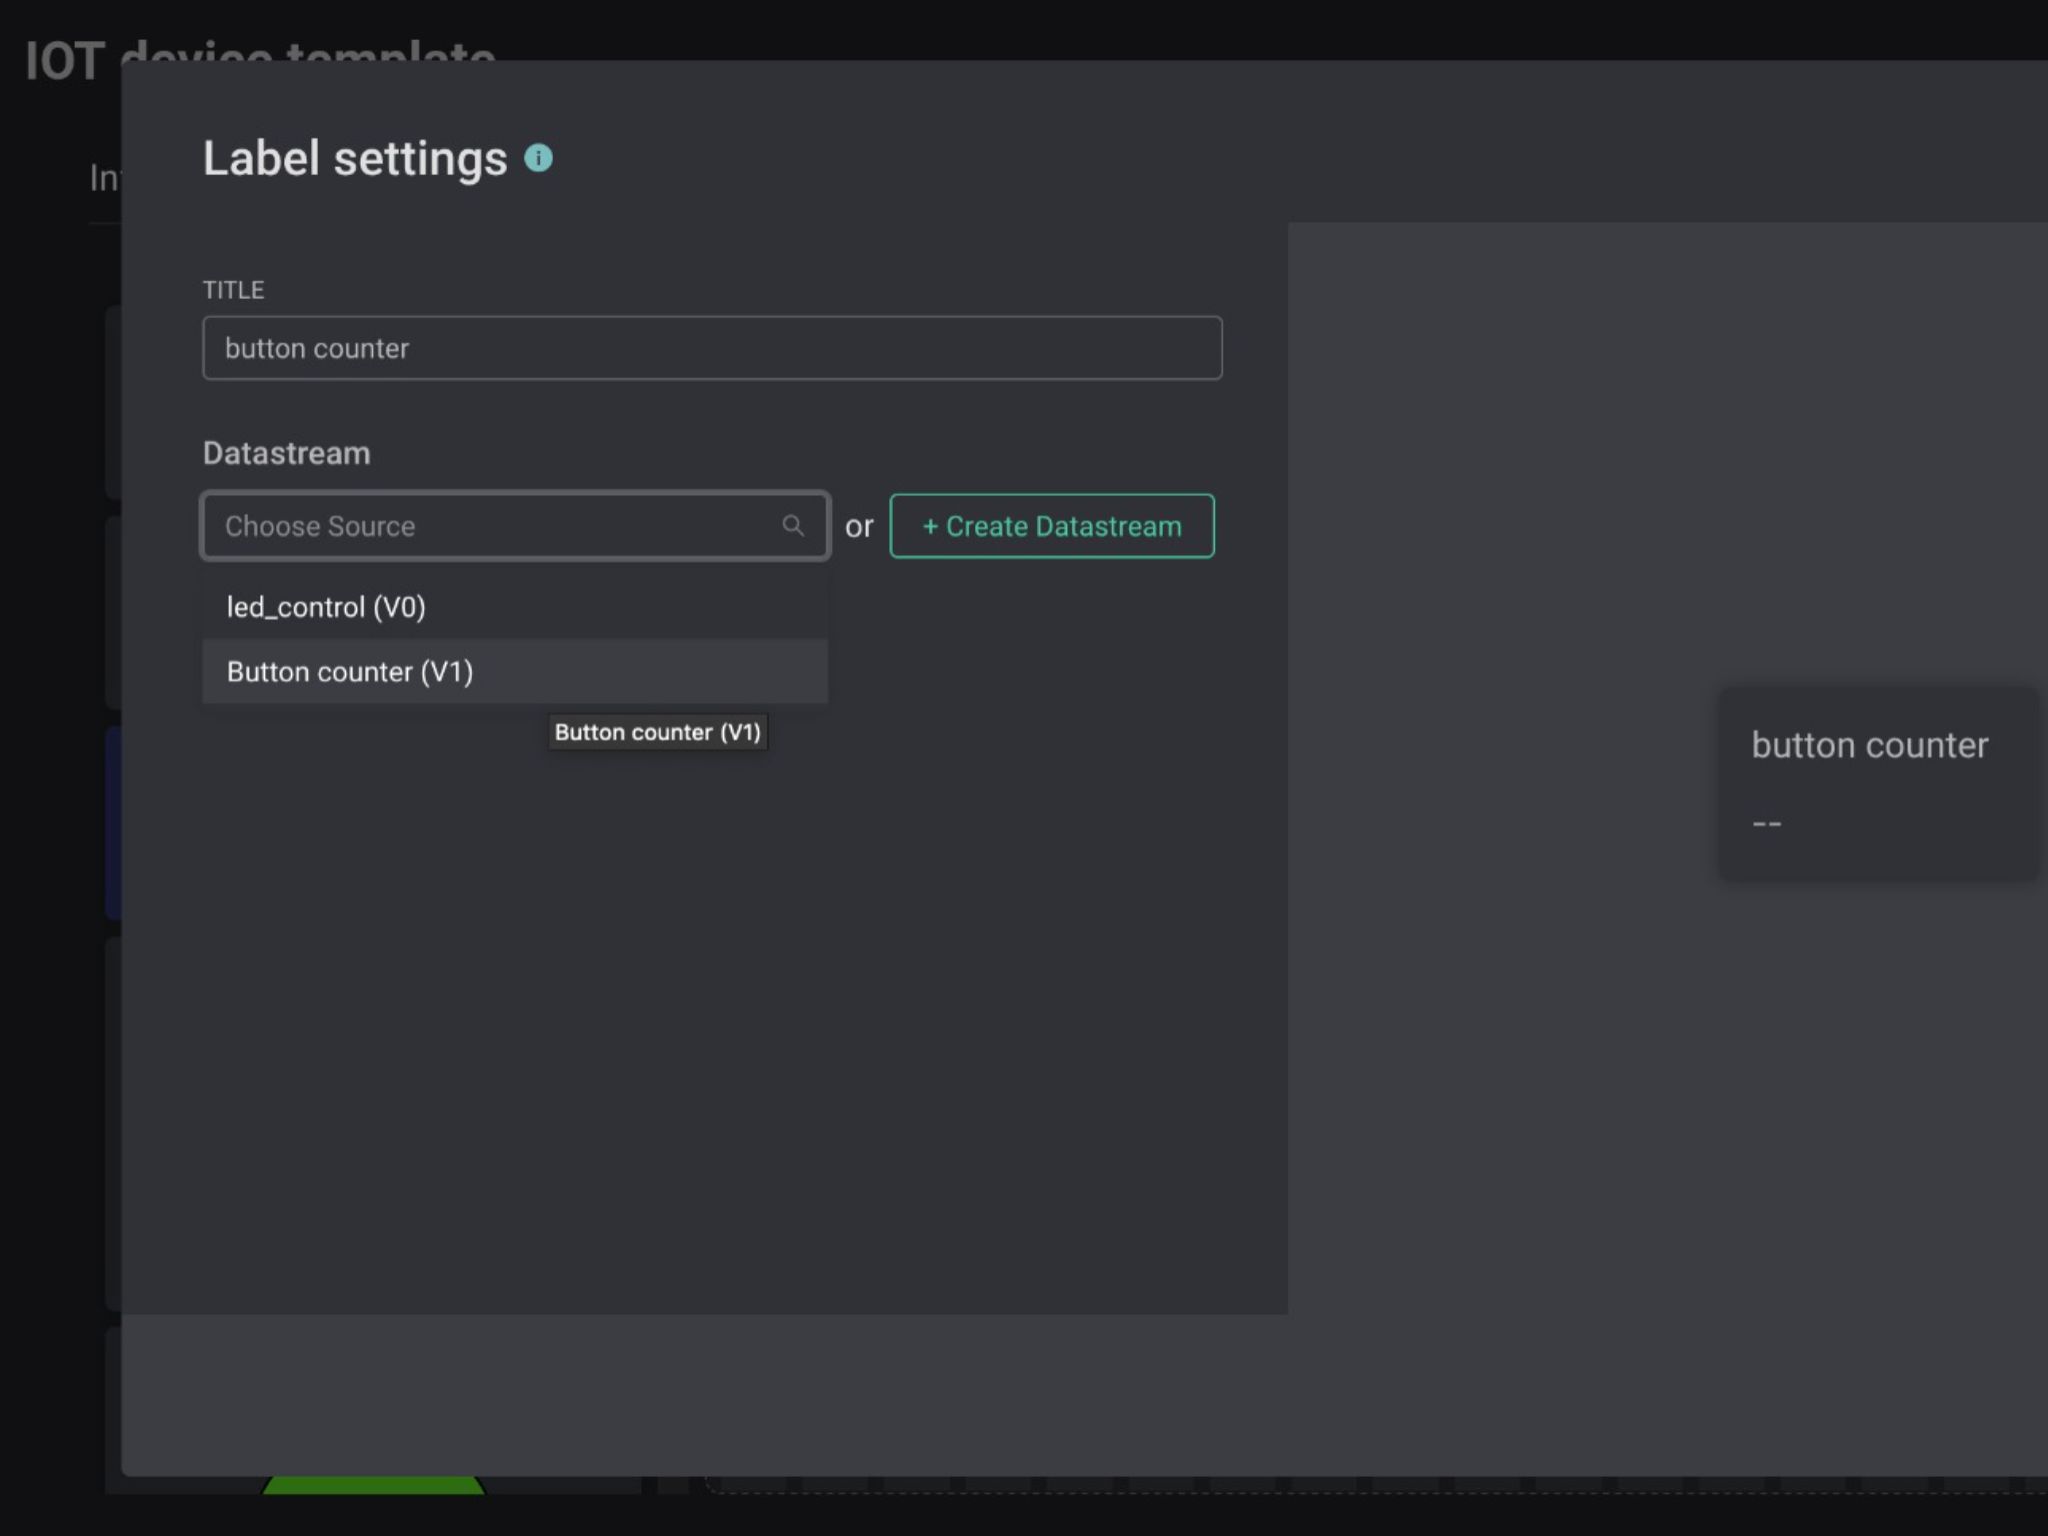 IOT device template
Label settings
TITLE
button counter
Datastream
Choose Source
or
+ Create Datastream
led_control (V0)
Button counter (V1)
Button counter (V1)
button counter
--